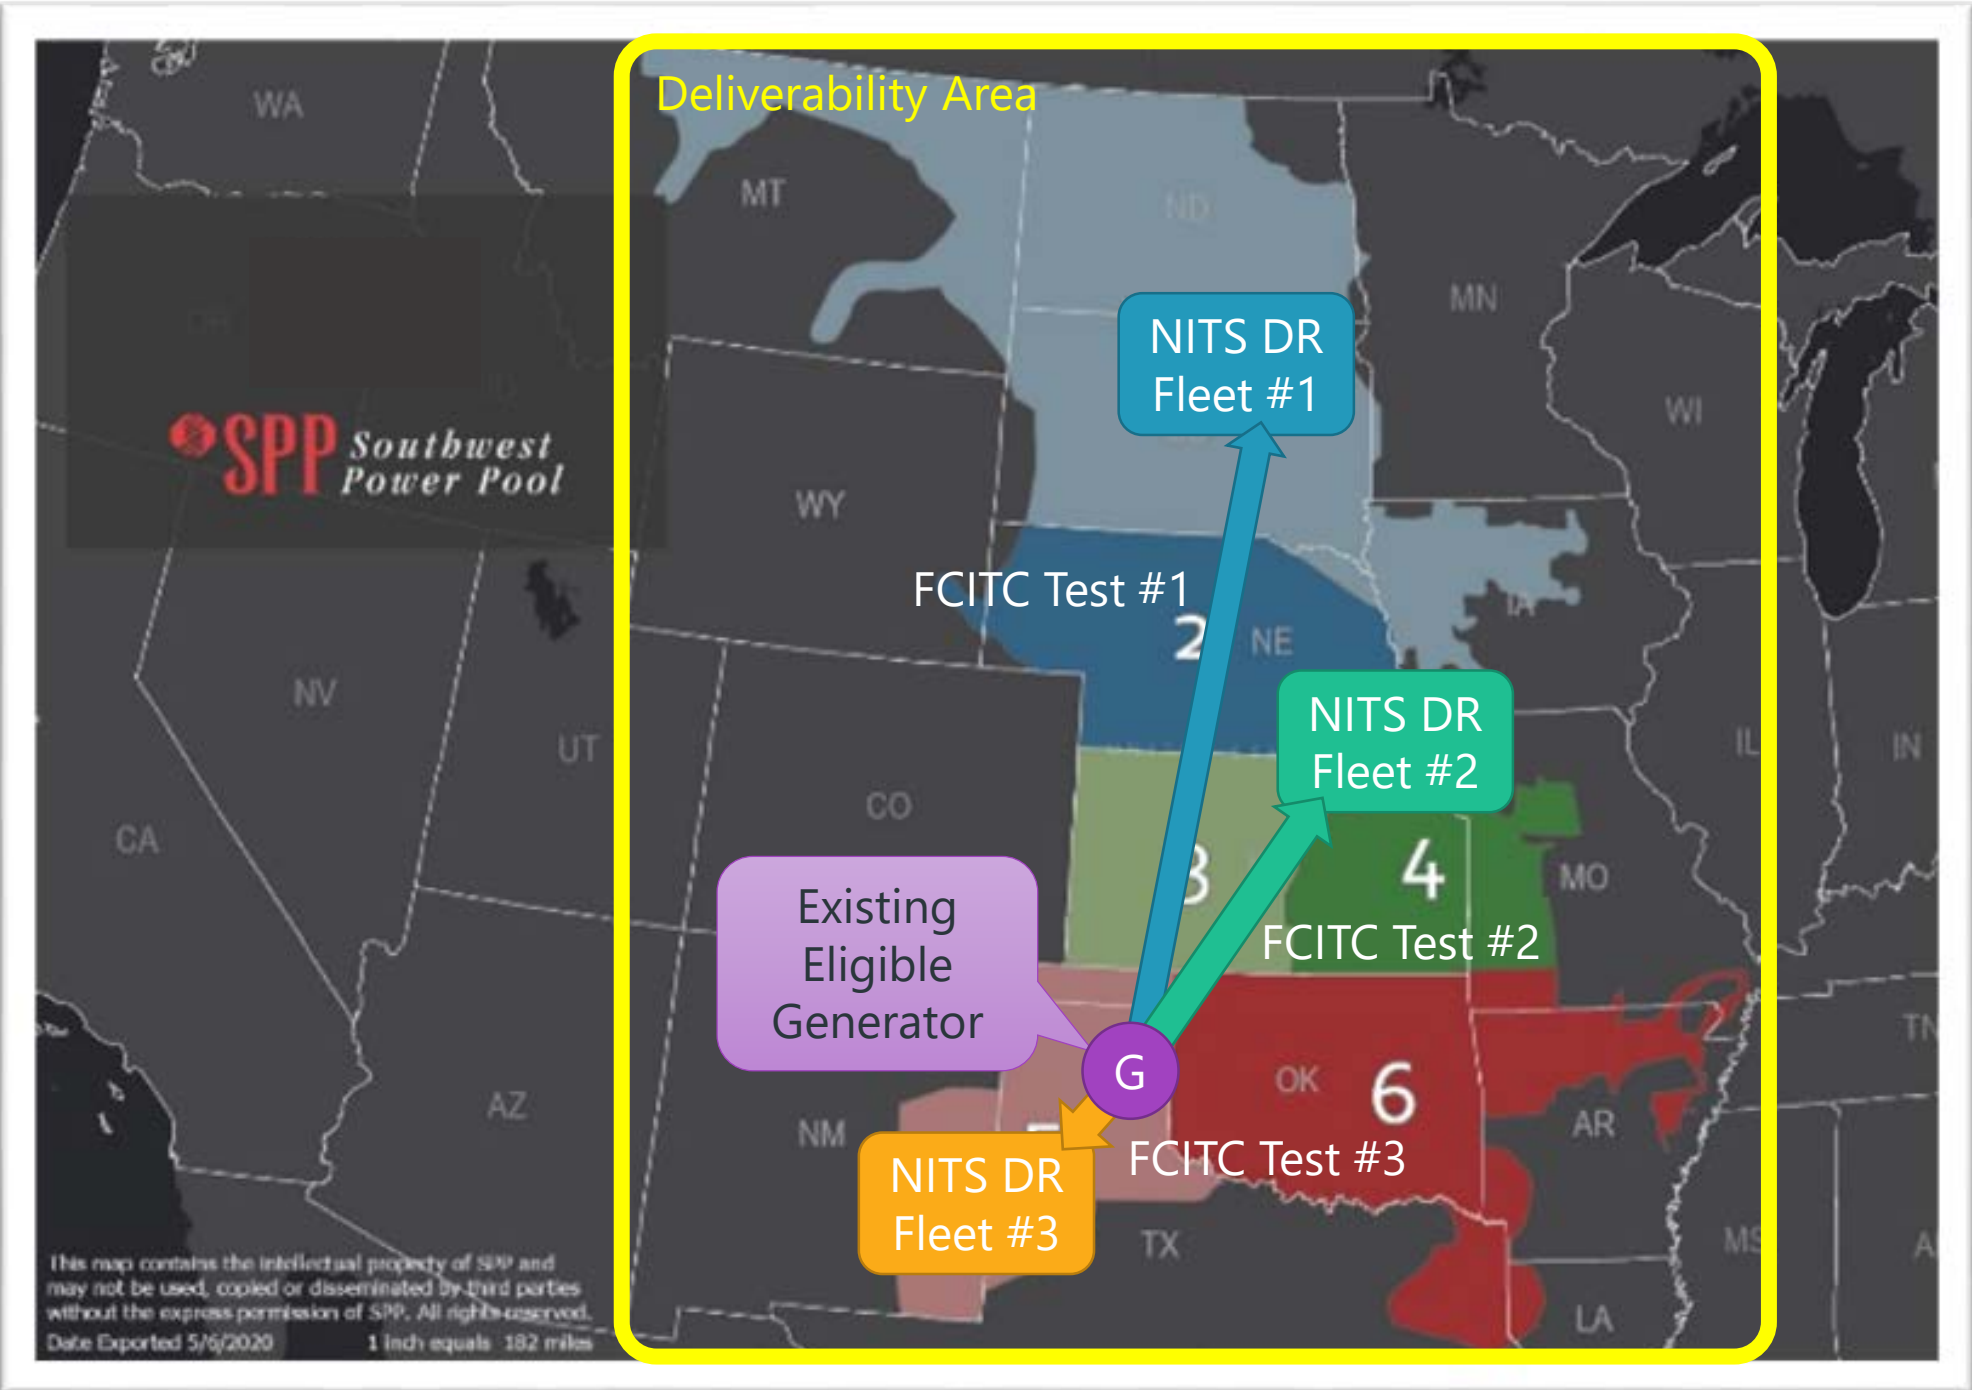 Deliverability Area
WA
MT
ND
MN
NITS DR
Fleet #1
WI
SPP Southwest
Power Pool
WY
FCITC Test #1
IA
2
NE
NV
UT
NITS DR
Fleet #2
IL
IN
CO
CA
3
4
MO
Existing
Eligible
Generator
FCITC Test #2
TN
G
OK
6
AZ
NM
AR
FCITC Test #3
NITS DR
Fleet #3
TX
MS
LA
This map contains the intellectual property of SPP and
may not be used, copied or disseminated by third parties
without the express permission of SPP. All rights reserved.
Date Exported 5/6/2020
1 inch equals 182 miles